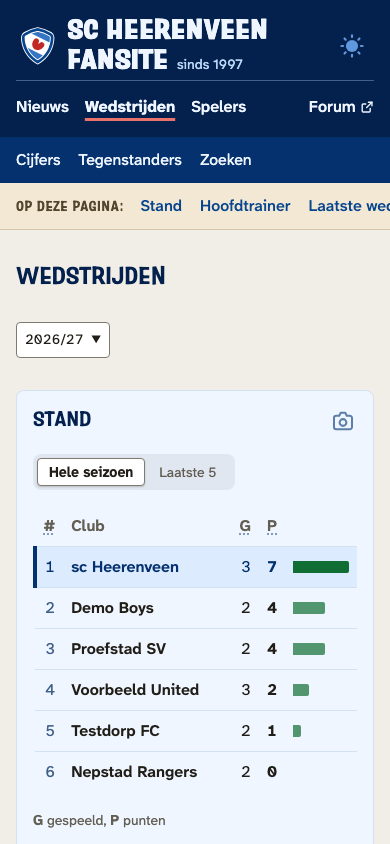 SC HEERENVEEN
FANSITE sinds 1997
Nieuws Wedstrijden Spelers Forum
Cijfers Tegenstanders Zoeken
OP DEZE PAGINA: Stand Hoofdtrainer Laatste wed
WEDSTRIJDEN
2026/27 ▼
STAND
Hele seizoen Laatste 5
# Club G P
1 sc Heerenveen 3 7
2 Demo Boys 2 4
3 Proefstad SV 2 4
4 Voorbeeld United 3 2
5 Testdorp FC 2 1
6 Nepstad Rangers 2 0
G gespeeld, P punten